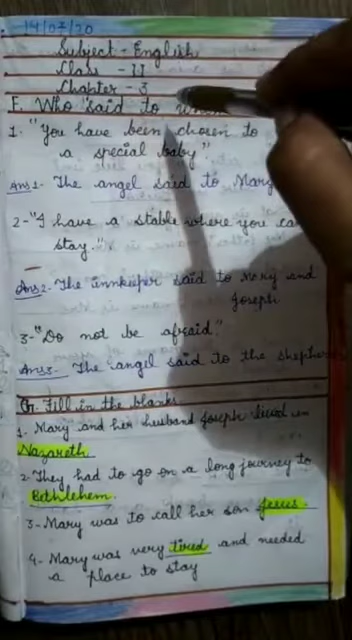 14/07/20
Subject - English
Class - II
Chapter - 3
F. Who said to
1. "You have been chosen to
a special baby"
Ans1- The angel said to Mary
2- "I have a stable where you ca
stay."
Ans2- The innkeeper said to Mary and
Joseph
3- "Do not be afraid."
Ans3- The angel said to the shepher
G. Fill in the blanks
1. Mary and her husband Joseph lived in
Nazareth
2. They had to go on a long journey to
Bethlehem.
3- Mary was to call her son Jesus.
4- Mary was very tired and needed
a place to stay